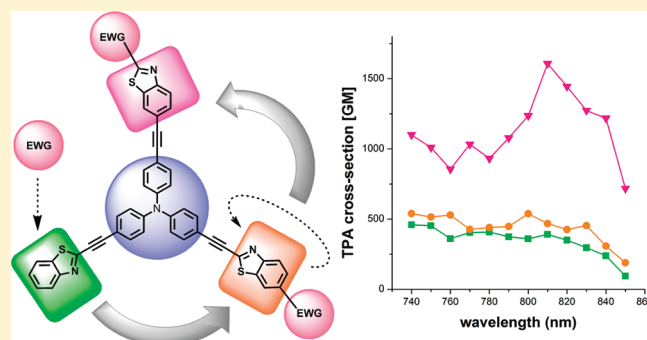 EWG
N
S
EWG
N
S
N
S
N
EWG
TPA cross-section [GM]
1500
1000
500
0
740 760 780 800 820 840 86
wavelength (nm)